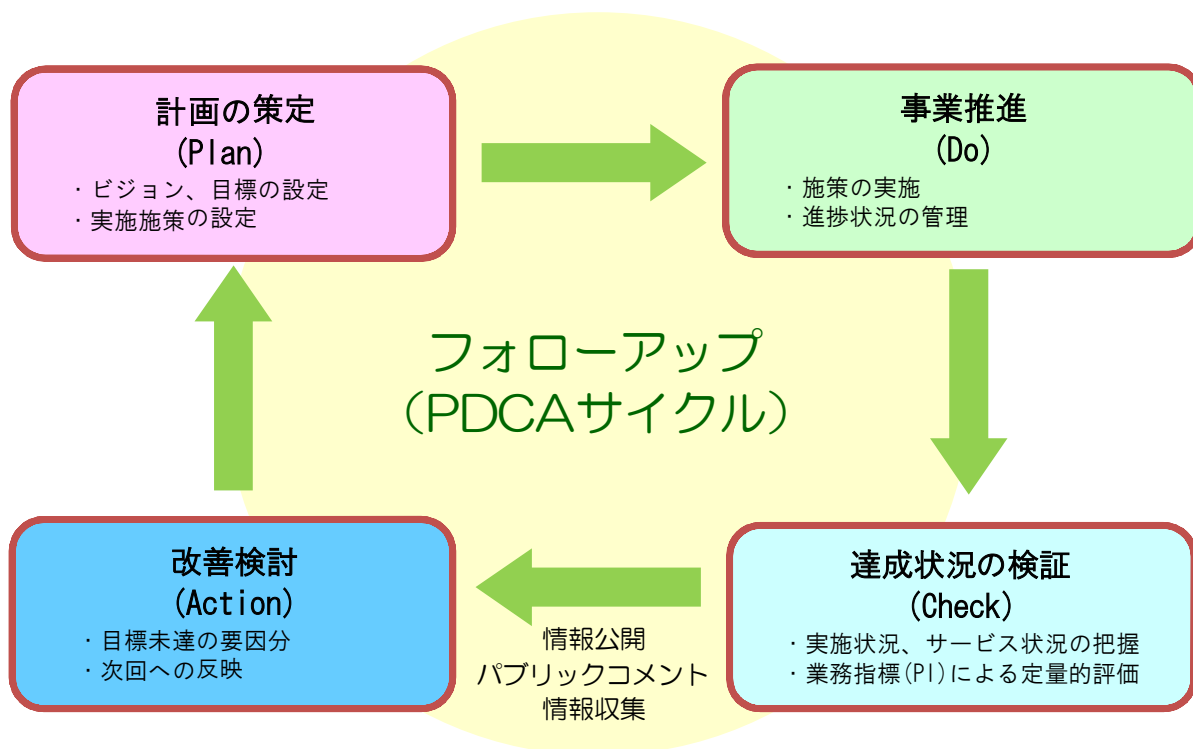 計画の策定
(Plan)
・ビジョン、目標の設定
・実施施策の設定
事業推進
(Do)
・施策の実施
・進捗状況の管理
フォローアップ
（PDCAサイクル）
改善検討
(Action)
・目標未達の要因分
・次回への反映
情報公開
パブリックコメント
情報収集
達成状況の検証
(Check)
・実施状況、サービス状況の把握
・業務指標(PI)による定量的評価